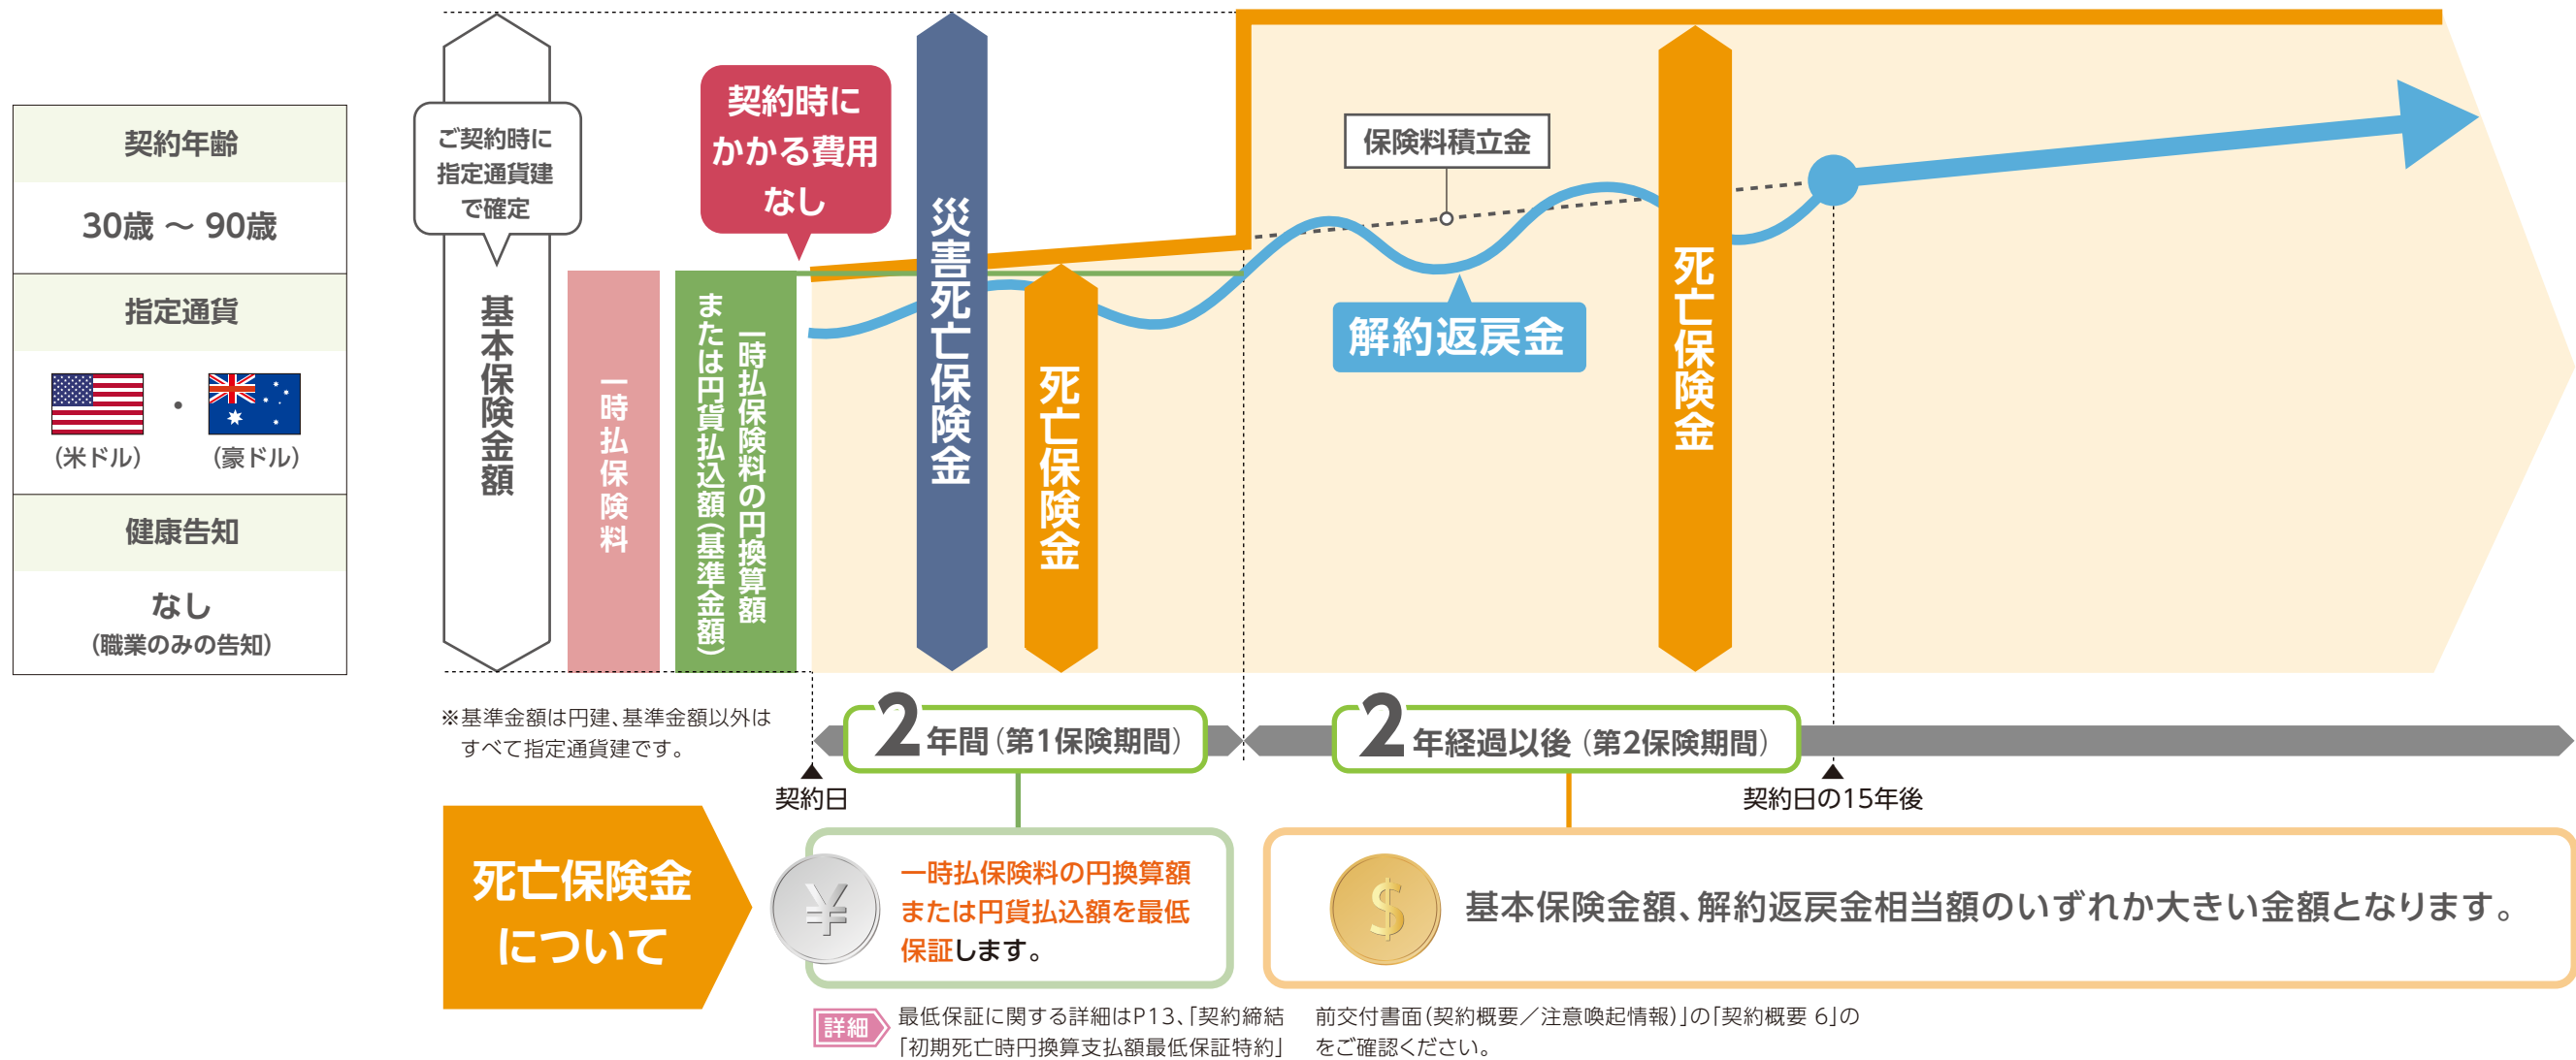 契約年齢
30歳 ～ 90歳
指定通貨
・
（米ドル）
（豪ドル）
健康告知
なし
（職業のみの告知）
ご契約時に
指定通貨建
で確定
基本保険金額
一時払保険料
一時払保険料の円換算額
または円貨払込額（基準金額）
契約時に
かかる費用
なし
災害死亡保険金
死亡保険金
保険料積立金
解約返戻金
死亡保険金
※基準金額は円建、基準金額以外は
すべて指定通貨建です。
2年間（第1保険期間）
2年経過以後（第2保険期間）
契約日
契約日の15年後
死亡保険金
について
¥
一時払保険料の円換算額
または円貨払込額を最低
保証します。
$
基本保険金額、解約返戻金相当額のいずれか大きい金額となります。
詳細
最低保証に関する詳細はP13、「契約締結前交付書面（契約概要／注意喚起情報）」の「契約概要 6」の
「初期死亡時円換算支払額最低保証特約」をご確認ください。